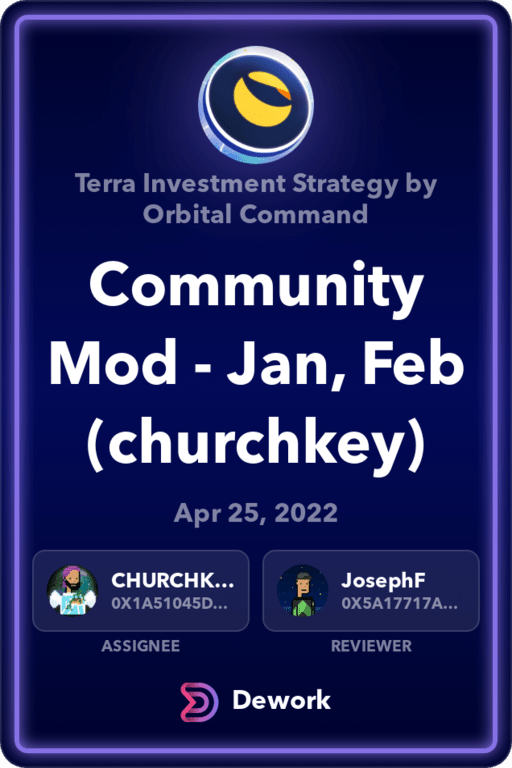 Terra Investment Strategy by
Orbital Command
Community
Mod - Jan, Feb
(churchkey)
Apr 25, 2022
CHURCHK...
0X1A51045D...
ASSIGNEE
JosephF
0X5A17717A...
REVIEWER
Dework